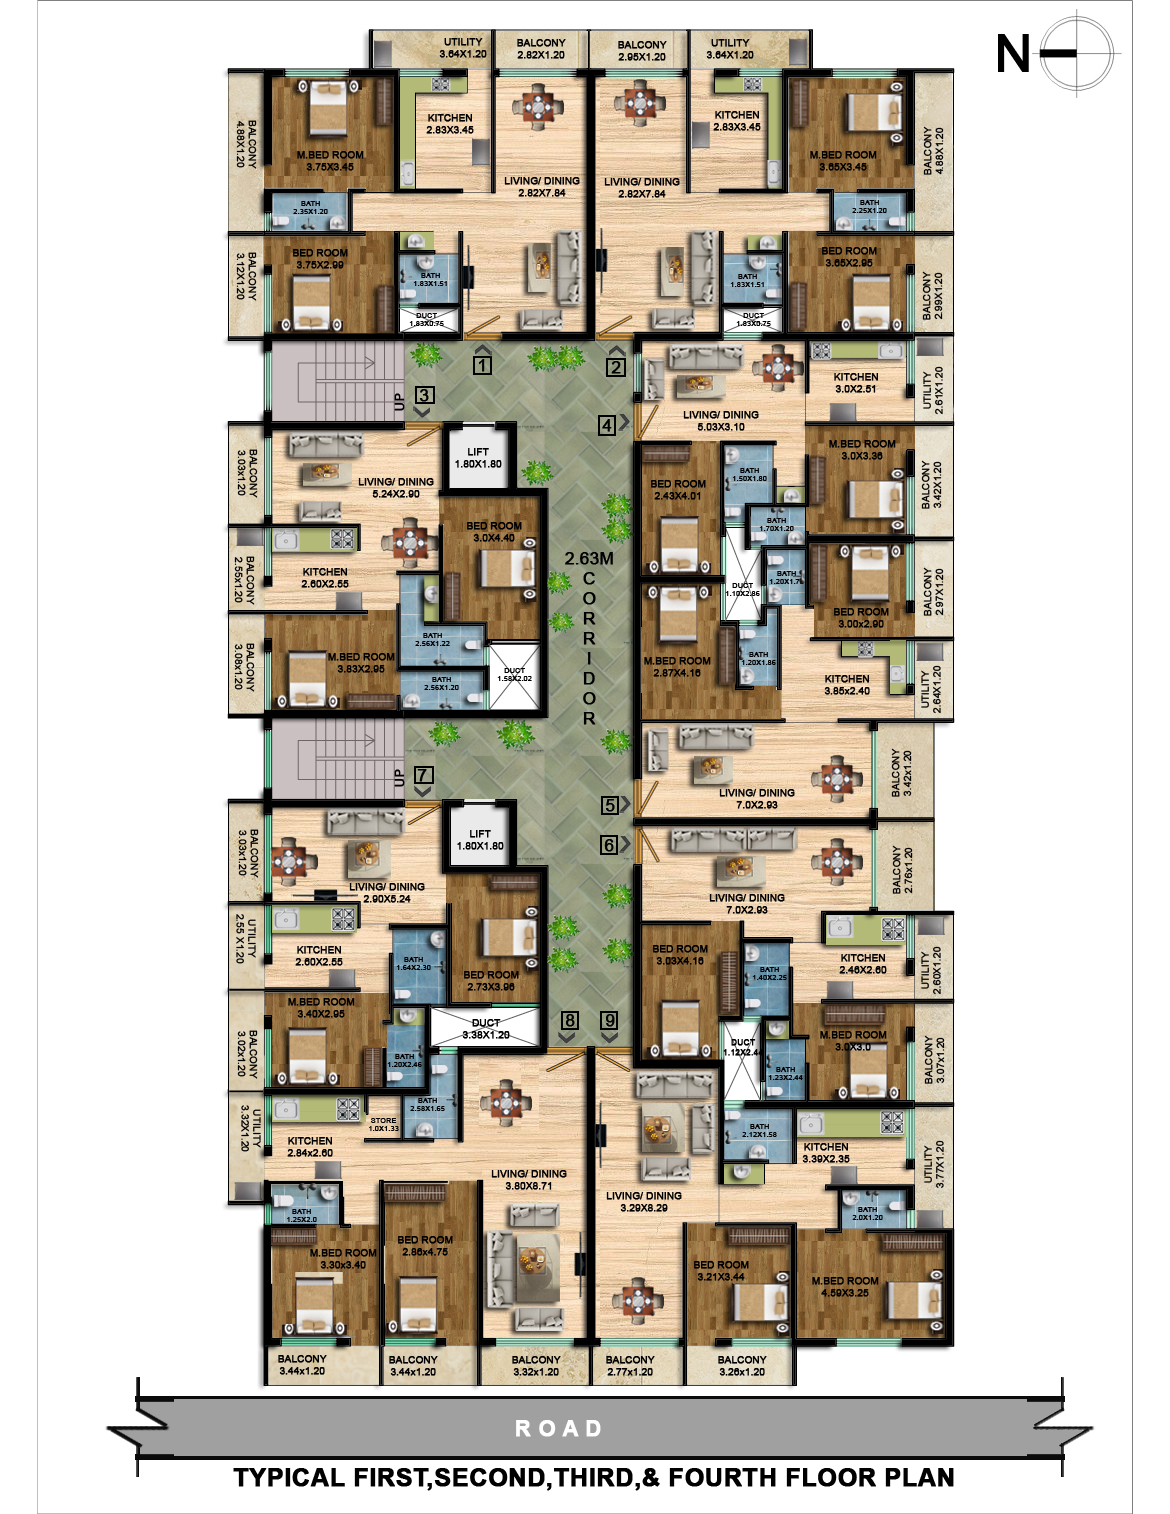 N
UTILITY
3.64X1.20
BALCONY
2.82X1.20
BALCONY
2.95X1.20
UTILITY
3.64X1.20
BALCONY
4.88X1.20
M.BED ROOM
3.75X3.45
KITCHEN
2.83X3.45
LIVING/ DINING
2.82X7.84
LIVING/ DINING
2.82X7.84
KITCHEN
2.83X3.45
M.BED ROOM
3.65X3.45
BALCONY
4.88X1.20
BATH
2.35X1.20
BATH
2.25X1.20
BALCONY
3.12X1.20
BED ROOM
3.75X2.99
BATH
1.83X1.51
DUCT
1.83X0.75
BATH
1.83X1.51
DUCT
1.83X0.75
BED ROOM
3.65X2.95
BALCONY
2.99X1.20
1
2
3
4
UP
LIVING/ DINING
5.03X3.10
KITCHEN
3.0X2.51
UTILITY
2.61X1.20
BALCONY
3.03x1.20
LIVING/ DINING
5.24X2.90
LIFT
1.80X1.80
BED ROOM
2.43X4.01
BATH
1.50X1.80
M.BED ROOM
3.0X3.36
BALCONY
3.42X1.20
BATH
1.70X1.20
BED ROOM
3.0X4.40
2.63M
CORRIDOR
BALCONY
2.55x1.20
KITCHEN
2.60X2.55
DUCT
1.10X2.86
BATH
BED ROOM
3.00x2.90
BALCONY
2.97X1.20
BALCONY
3.08x1.20
M.BED ROOM
3.83X2.95
BATH
2.56X1.22
BATH
2.56X1.20
DUCT
1.58X2.02
M.BED ROOM
2.87X4.16
BATH
1.20X1.86
KITCHEN
3.85x2.40
UTILITY
2.64X1.20
UP
7
5
6
LIVING/ DINING
7.0X2.93
BALCONY
3.42x1.20
BALCONY
3.03x1.20
LIVING/ DINING
2.90X5.24
LIFT
1.80X1.80
LIVING/ DINING
7.0X2.93
BALCONY
2.76x1.20
UTILITY
2.55 X1.20
KITCHEN
2.60X2.55
BATH
1.64X2.30
BED ROOM
2.73X3.96
BED ROOM
3.03X4.16
BATH
1.40X2.25
KITCHEN
2.46X2.60
UTILITY
2.60X1.20
BALCONY
3.02x1.20
M.BED ROOM
3.40X2.95
BATH
1.20X2.46
DUCT
3.38X1.20
8
9
DUCT
1.12X2.44
BATH
1.23X2.44
M.BED ROOM
3.0X3.0
BALCONY
3.07x1.20
UTILITY
3.32X1.20
KITCHEN
2.84x2.60
STORE
1.0X1.33
BATH
2.58X1.65
LIVING/ DINING
3.80X8.71
LIVING/ DINING
3.29X8.29
BATH
2.12X1.58
KITCHEN
3.39X2.35
UTILITY
3.77X1.20
BATH
1.25X2.0
BATH
2.0X1.20
M.BED ROOM
3.30x3.40
BED ROOM
2.86x4.75
BED ROOM
3.21X3.44
M.BED ROOM
4.59X3.25
BALCONY
3.44x1.20
BALCONY
3.44x1.20
BALCONY
3.32x1.20
BALCONY
2.77x1.20
BALCONY
3.26x1.20
ROAD
TYPICAL FIRST,SECOND,THIRD,& FOURTH FLOOR PLAN